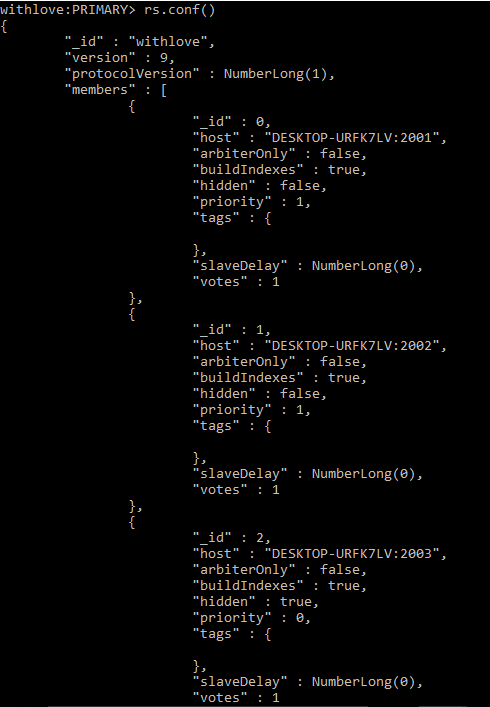 withlove:PRIMARY> rs.conf()
{
"_id" : "withlove",
"version" : 9,
"protocolVersion" : NumberLong(1),
"members" : [
{
"_id" : 0,
"host" : "DESKTOP-URFK7LV:2001",
"arbiterOnly" : false,
"buildIndexes" : true,
"hidden" : false,
"priority" : 1,
"tags" : {
},
"slaveDelay" : NumberLong(0),
"votes" : 1
},
{
"_id" : 1,
"host" : "DESKTOP-URFK7LV:2002",
"arbiterOnly" : false,
"buildIndexes" : true,
"hidden" : false,
"priority" : 1,
"tags" : {
},
"slaveDelay" : NumberLong(0),
"votes" : 1
},
{
"_id" : 2,
"host" : "DESKTOP-URFK7LV:2003",
"arbiterOnly" : false,
"buildIndexes" : true,
"hidden" : true,
"priority" : 0,
"tags" : {
},
"slaveDelay" : NumberLong(0),
"votes" : 1